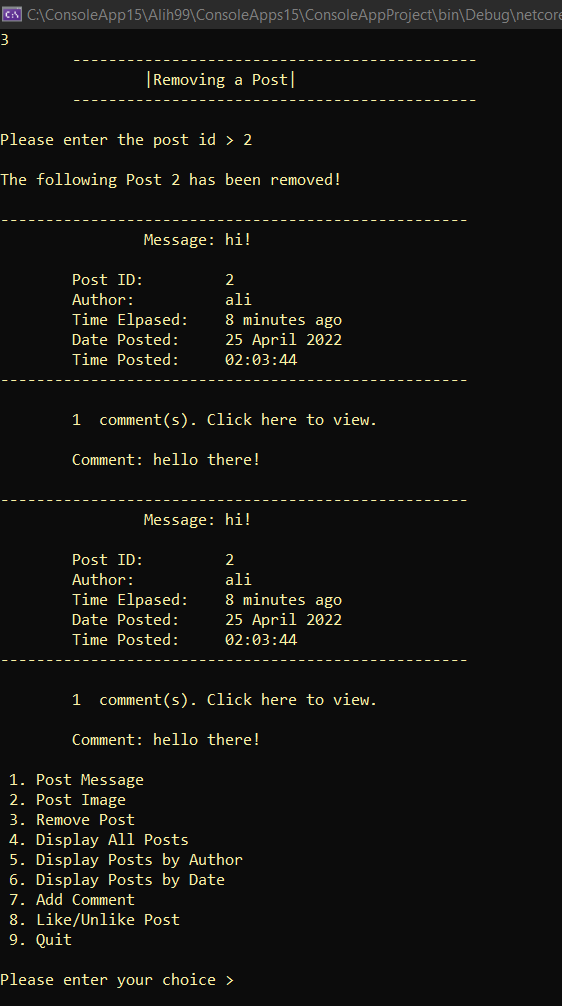 C:\ConsoleApp15\Alih99\ConsoleApps15\ConsoleAppProject\bin\Debug\netcore
3
---------------------------------------------
|Removing a Post|
---------------------------------------------
Please enter the post id > 2
The following Post 2 has been removed!
----------------------------------------------------
Message: hi!
Post ID: 2
Author: ali
Time Elpased: 8 minutes ago
Date Posted: 25 April 2022
Time Posted: 02:03:44
----------------------------------------------------
1 comment(s). Click here to view.
Comment: hello there!
----------------------------------------------------
Message: hi!
Post ID: 2
Author: ali
Time Elpased: 8 minutes ago
Date Posted: 25 April 2022
Time Posted: 02:03:44
----------------------------------------------------
1 comment(s). Click here to view.
Comment: hello there!
1. Post Message
2. Post Image
3. Remove Post
4. Display All Posts
5. Display Posts by Author
6. Display Posts by Date
7. Add Comment
8. Like/Unlike Post
9. Quit
Please enter your choice >